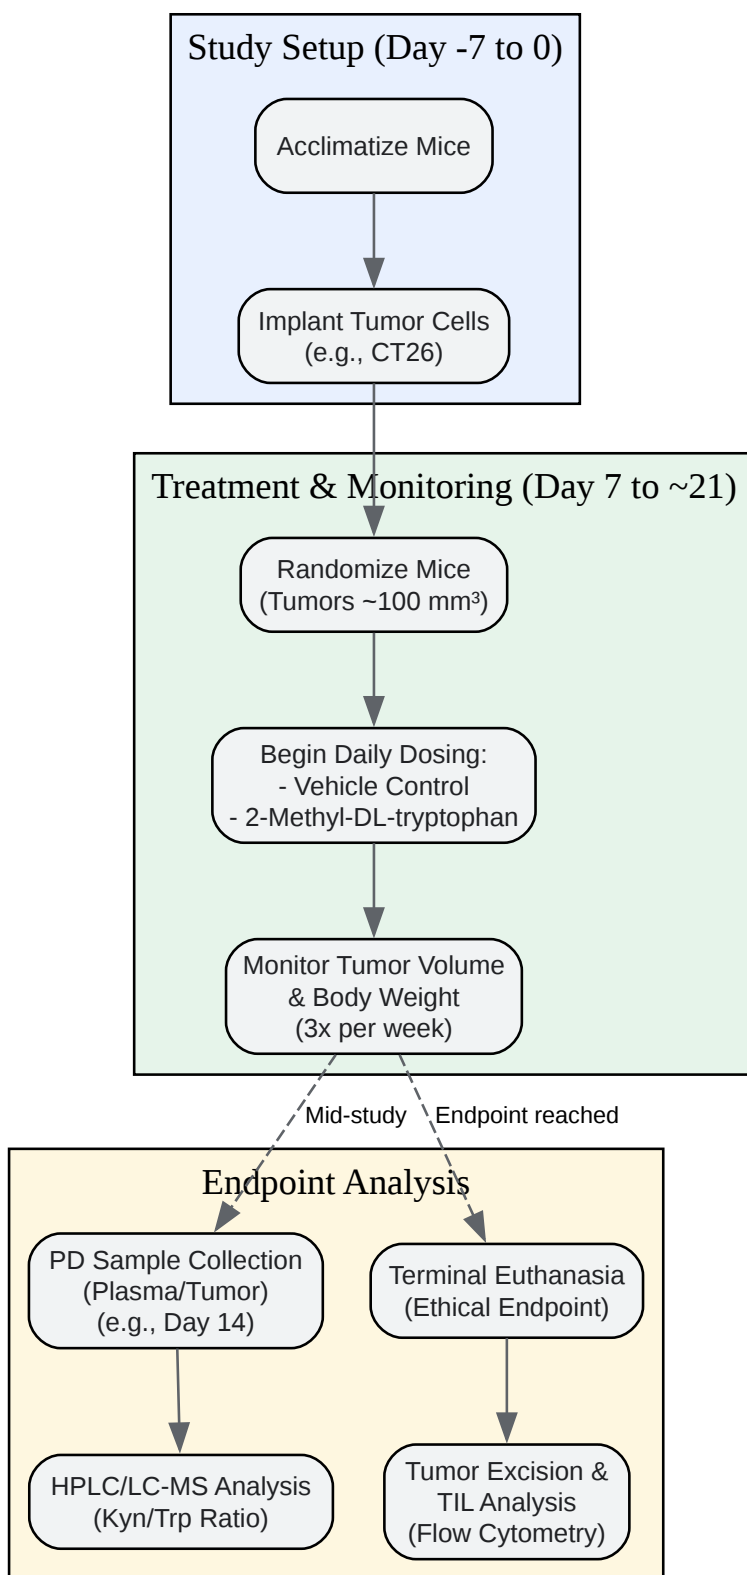 Study Setup (Day -7 to 0)
Acclimatize Mice
Implant Tumor Cells
(e.g., CT26)
Treatment & Monitoring (Day 7 to ~21)
Randomize Mice
(Tumors ~100 mm³)
Begin Daily Dosing:
- Vehicle Control
- 2-Methyl-DL-tryptophan
Monitor Tumor Volume
& Body Weight
(3x per week)
Mid-study
Endpoint reached
Endpoint Analysis
PD Sample Collection
(Plasma/Tumor)
(e.g., Day 14)
Terminal Euthanasia
(Ethical Endpoint)
HPLC/LC-MS Analysis
(Kyn/Trp Ratio)
Tumor Excision &
TIL Analysis
(Flow Cytometry)